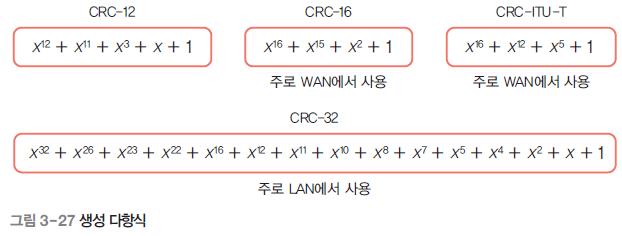 CRC-12 CRC-16 CRC-ITU-T
x¹² + x¹¹ + x³ + x + 1 x¹⁶ + x¹⁵ + x² + 1 x¹⁶ + x¹² + x⁵ + 1
주로 WAN에서 사용 주로 WAN에서 사용
CRC-32
x³² + x²⁶ + x²³ + x²² + x¹⁶ + x¹² + x¹¹ + x¹⁰ + x⁸ + x⁷ + x⁵ + x⁴ + x² + x + 1
주로 LAN에서 사용
그림 3-27 생성 다항식